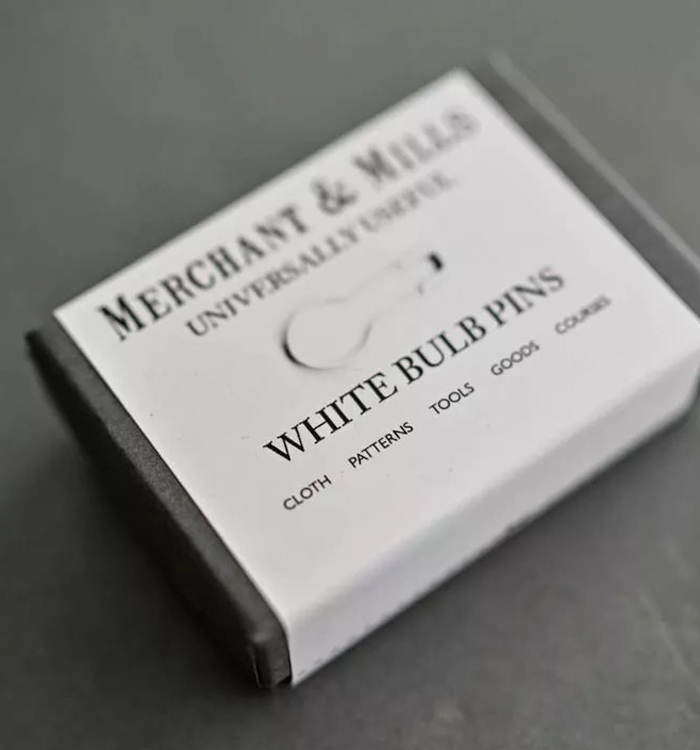 MERCHANT & MILLS
UNIVERSALLY USEFUL
WHITE BULB PINS
CLOTH PATTERNS TOOLS GOODS COURSES